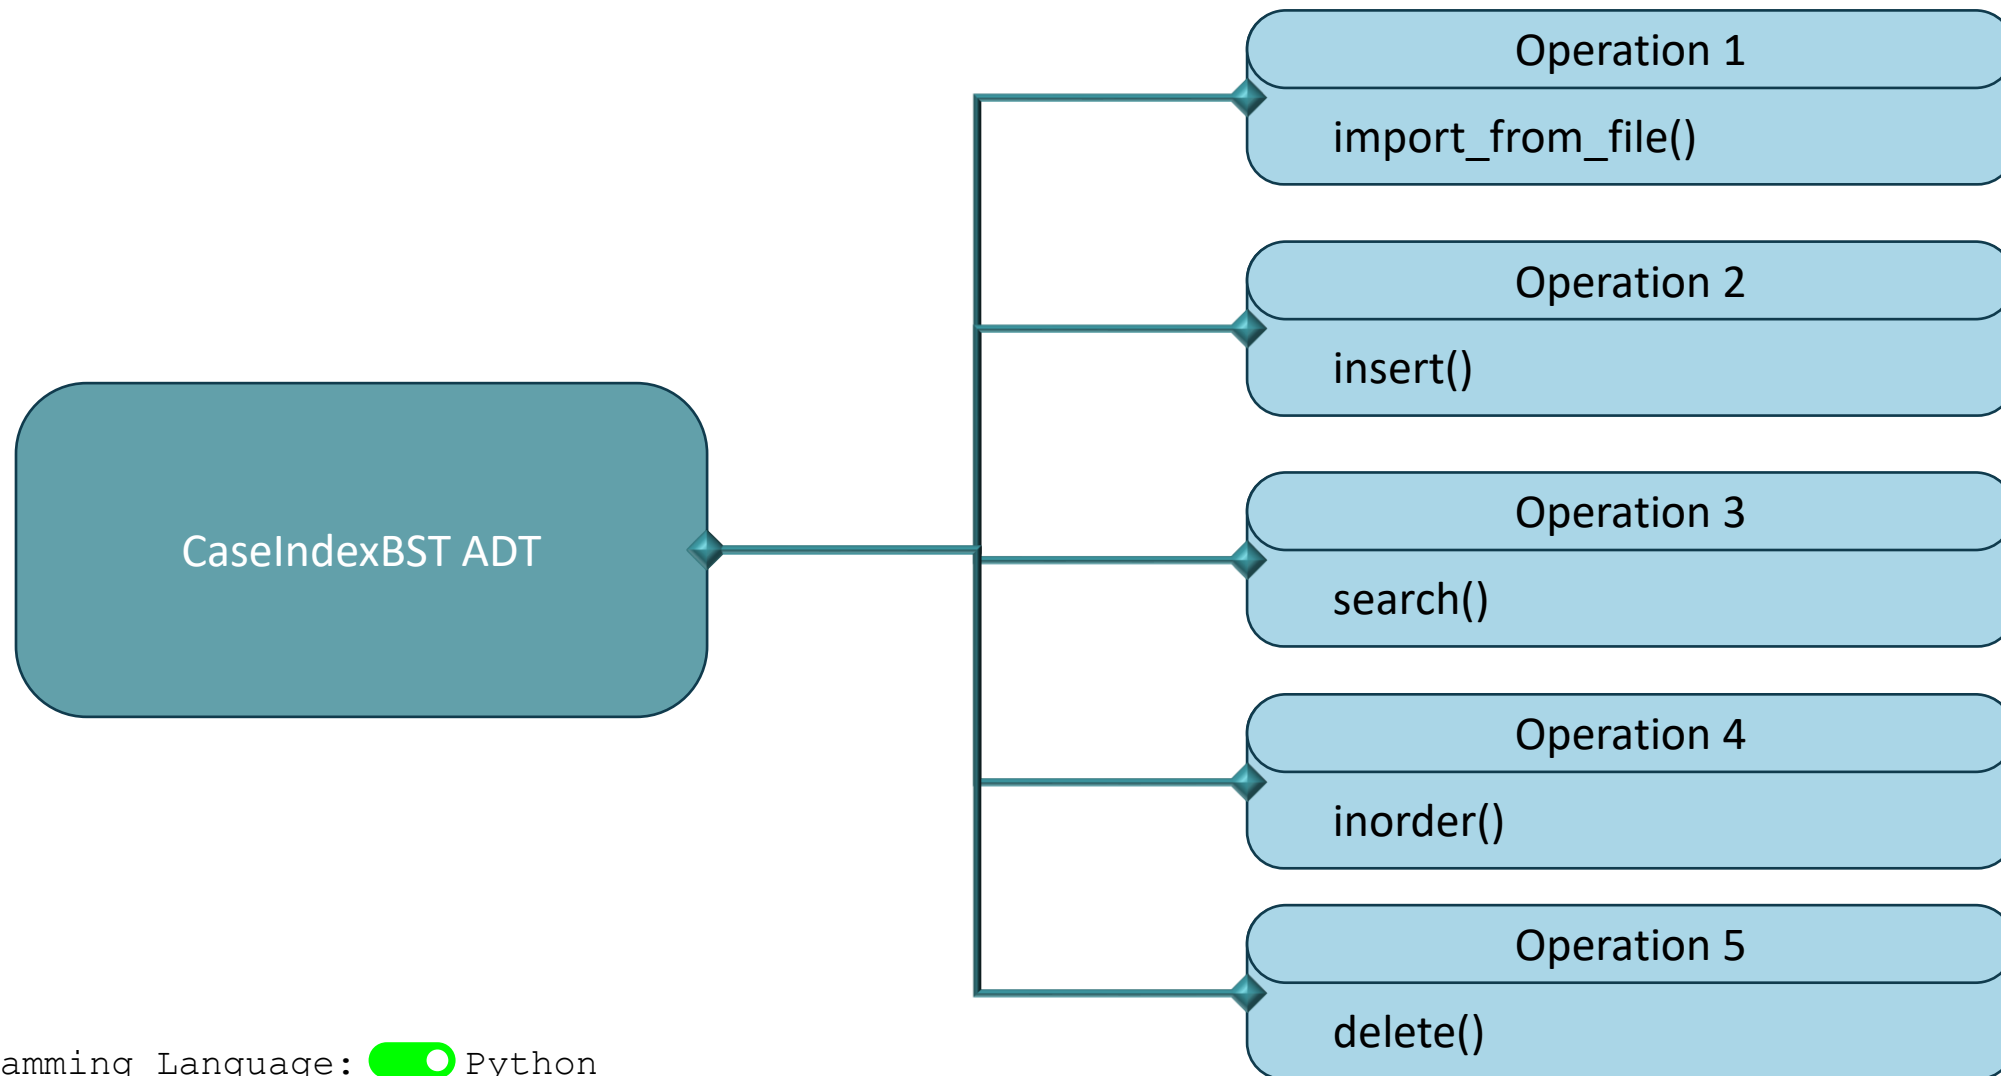 Operation 1
import_from_file()
Operation 2
insert()
CaseIndexBST ADT
Operation 3
search()
Operation 4
inorder()
Operation 5
delete()
amming Language: Python